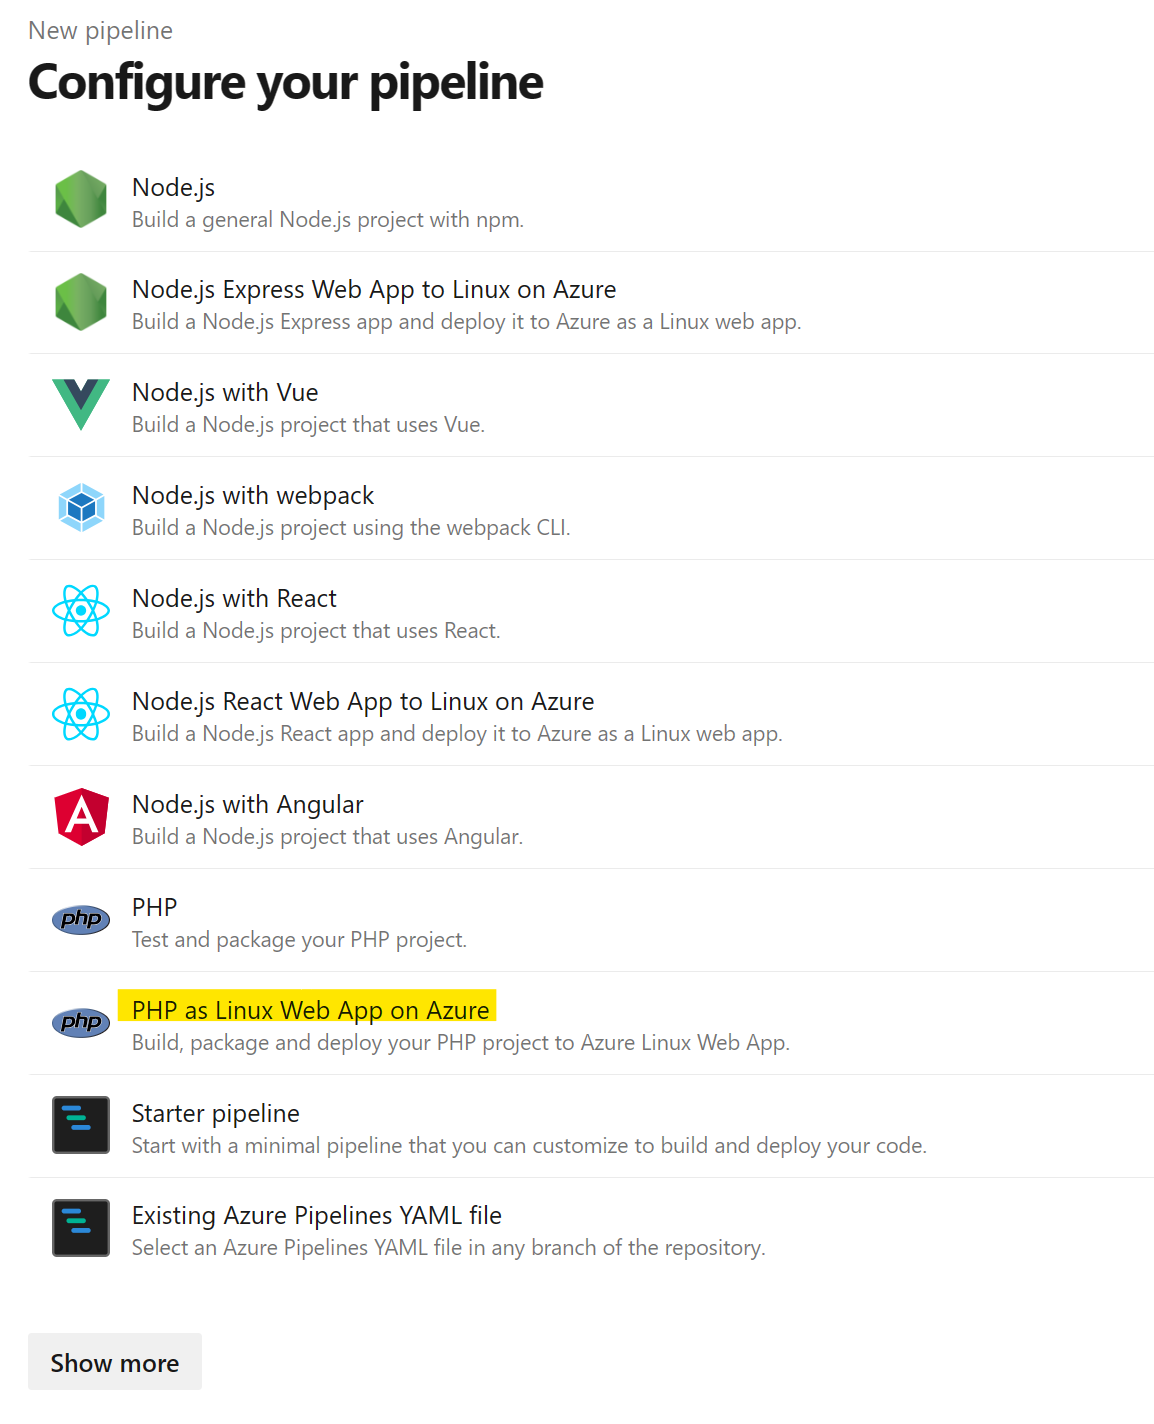 New pipeline
Configure your pipeline
Node.js
Build a general Node.js project with npm.
Node.js Express Web App to Linux on Azure
Build a Node.js Express app and deploy it to Azure as a Linux web app.
Node.js with Vue
Build a Node.js project that uses Vue.
Node.js with webpack
Build a Node.js project using the webpack CLI.
Node.js with React
Build a Node.js project that uses React.
Node.js React Web App to Linux on Azure
Build a Node.js React app and deploy it to Azure as a Linux web app.
Node.js with Angular
Build a Node.js project that uses Angular.
php
PHP
Test and package your PHP project.
php
PHP as Linux Web App on Azure
Build, package and deploy your PHP project to Azure Linux Web App.
Starter pipeline
Start with a minimal pipeline that you can customize to build and deploy your code.
Existing Azure Pipelines YAML file
Select an Azure Pipelines YAML file in any branch of the repository.
Show more